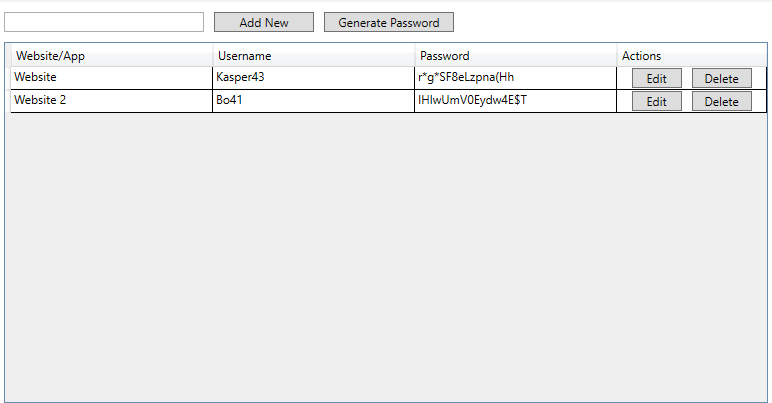 Add New Generate Password
Website/App Username Password Actions
Website Kasper43 r*g*SF8eLzpna(Hh Edit Delete
Website 2 Bo41 IHIwUmV0Eydw4E$T Edit Delete